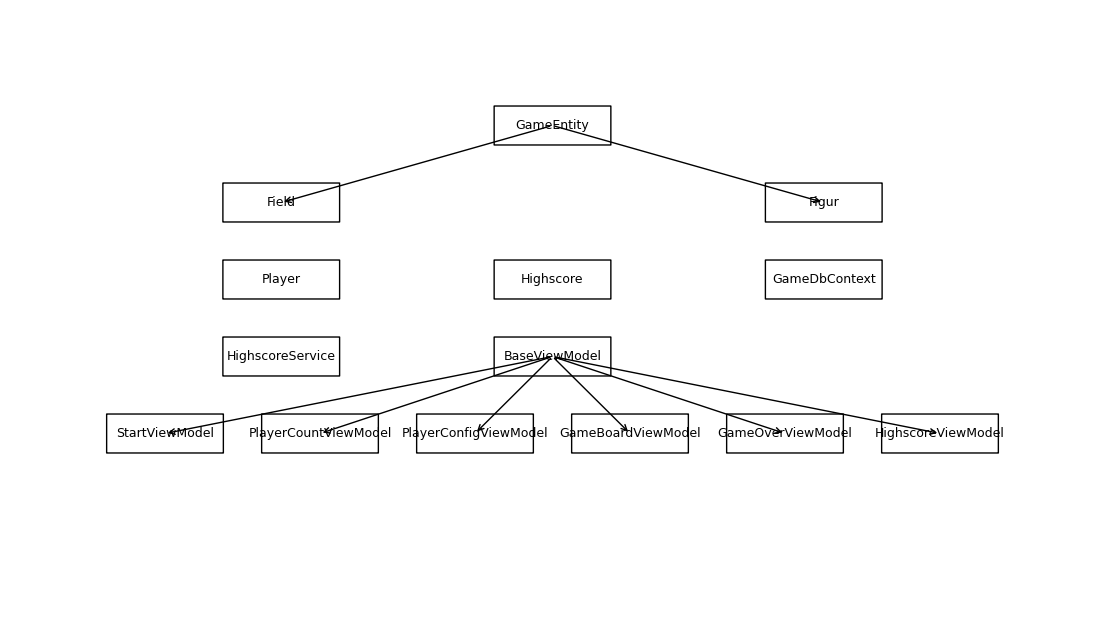 GameEntity
Field
Figur
Player
Highscore
GameDbContext
HighscoreService
BaseViewModel
StartViewModel
PlayerCountViewModel
PlayerConfigViewModel
GameBoardViewModel
GameOverViewModel
HighscoreViewModel